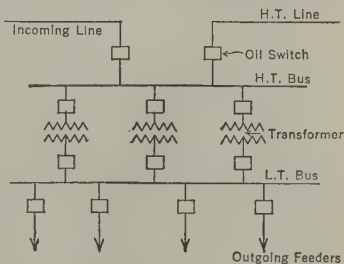 H.T. Line
Incoming Line
Oil Switch
H.T. Bus
Transformer
L.T. Bus
Outgoing Feeders